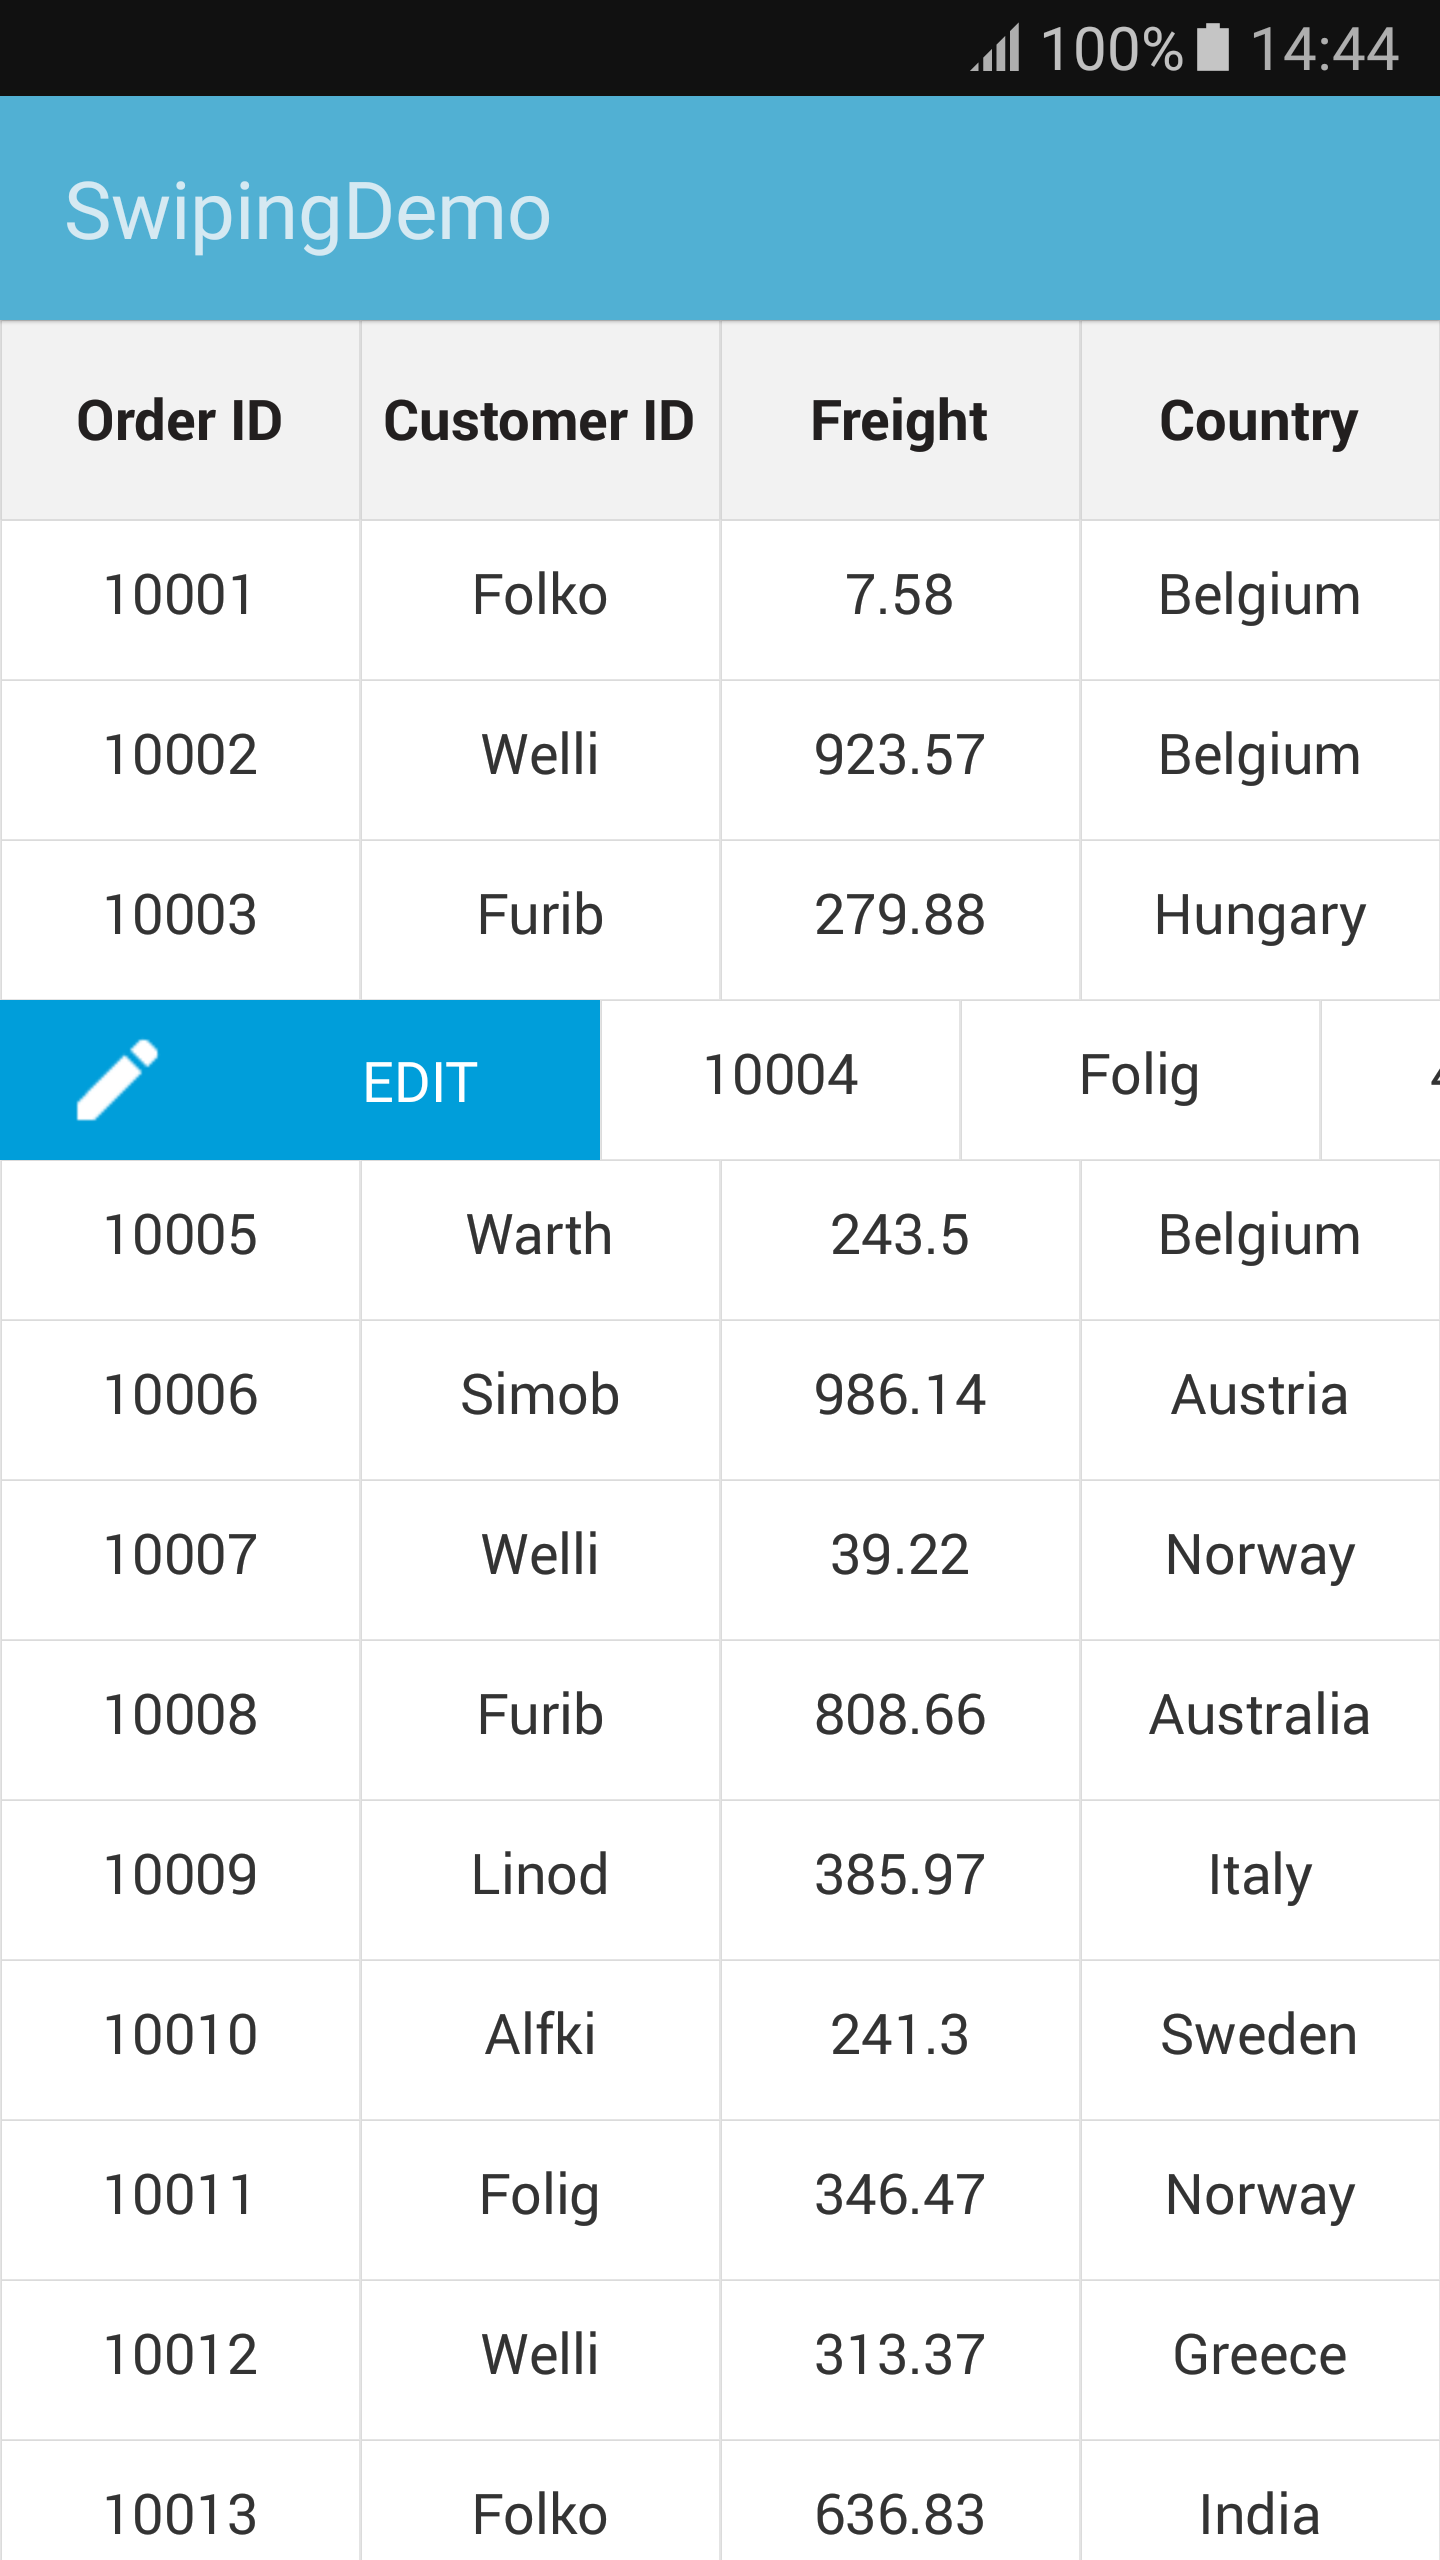 100% 14:44
SwipingDemo
Order ID Customer ID Freight Country
10001 Folko 7.58 Belgium
10002 Welli 923.57 Belgium
10003 Furib 279.88 Hungary
EDIT 10004 Folig
10005 Warth 243.5 Belgium
10006 Simob 986.14 Austria
10007 Welli 39.22 Norway
10008 Furib 808.66 Australia
10009 Linod 385.97 Italy
10010 Alfki 241.3 Sweden
10011 Folig 346.47 Norway
10012 Welli 313.37 Greece
10013 Folko 636.83 India